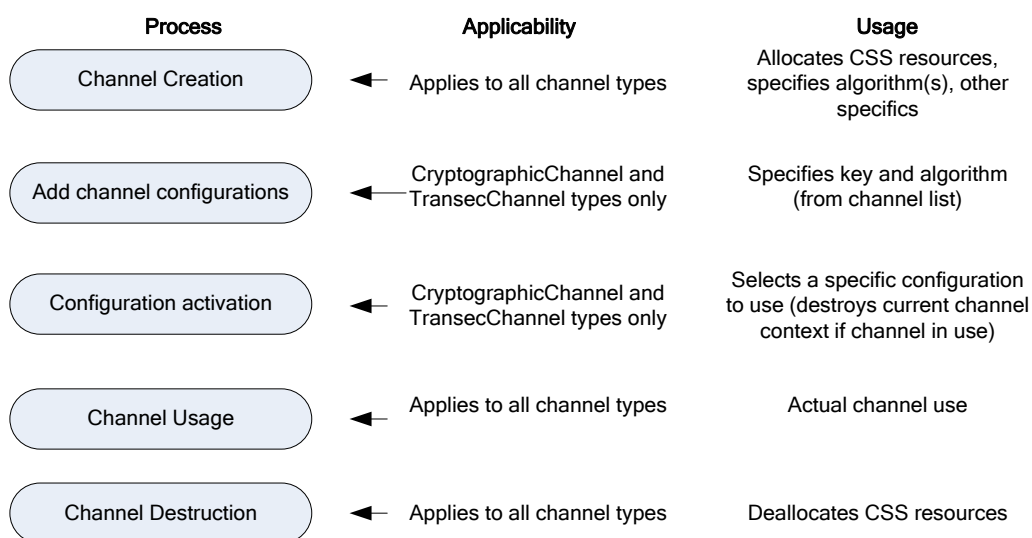 Process
Applicability
Usage
Channel Creation
Applies to all channel types
Allocates CSS resources,
specifies algorithm(s), other
specifics
Add channel configurations
CryptographicChannel and
TransecChannel types only
Specifies key and algorithm
(from channel list)
Configuration activation
CryptographicChannel and
TransecChannel types only
Selects a specific configuration
to use (destroys current channel
context if channel in use)
Channel Usage
Applies to all channel types
Actual channel use
Channel Destruction
Applies to all channel types
Deallocates CSS resources